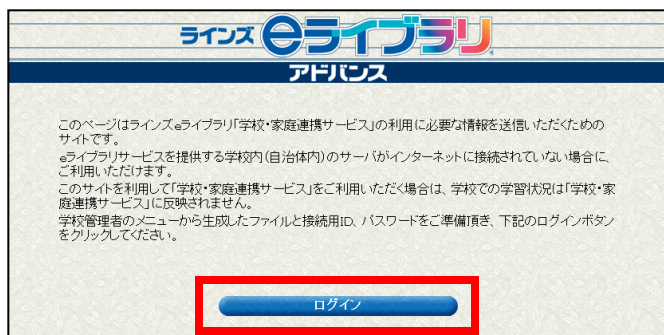 ラインズ eライブラリ
アドバンス
このページはラインズeライブラリ「学校・家庭連携サービス」の利用に必要な情報を送信いただくための
サイトです。
eライブラリサービスを提供する学校内(自治体内)のサーバがインターネットに接続されていない場合に、
ご利用いただけます。
このサイトを利用して「学校・家庭連携サービス」をご利用いただく場合は、学校での学習状況は「学校・家
庭連携サービス」に反映されません。
学校管理者のメニューから生成したファイルと接続用ID、パスワードをご準備頂き、下記のログインボタン
をクリックしてください。
ログイン